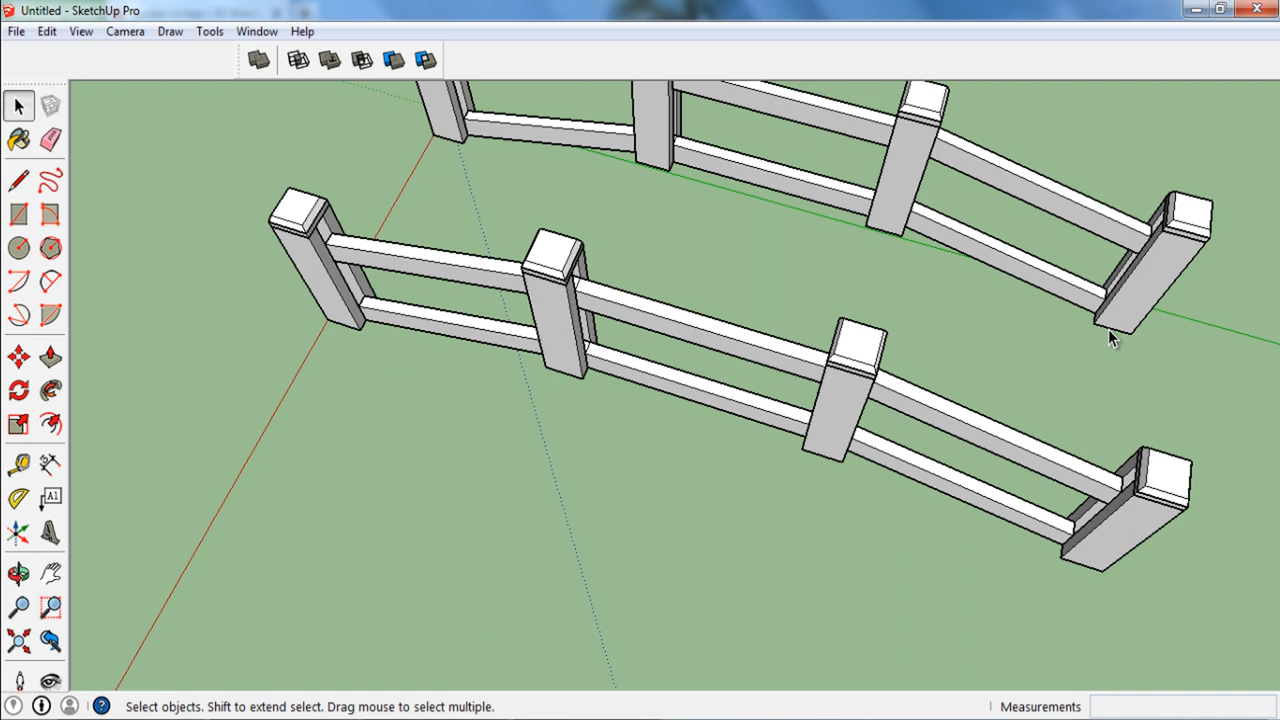 Untitled - SketchUp Pro
File Edit View Camera Draw Tools Window Help
A1
?
Select objects. Shift to extend select. Drag mouse to select multiple.
Measurements